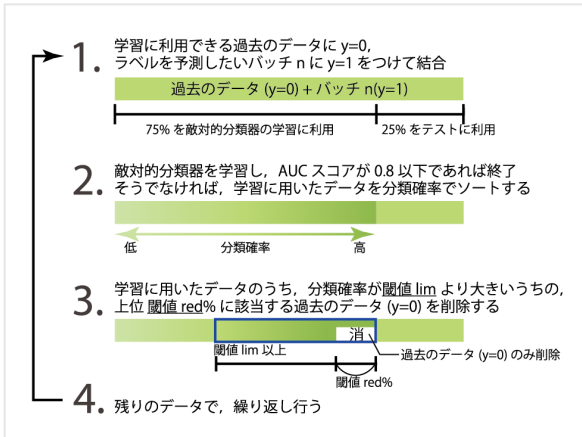 1. 学習に利用できる過去のデータに y=0,
ラベルを予測したいバッチ n に y=1 をつけて結合
過去のデータ (y=0) + バッチ n(y=1)
75% を敵対的分類器の学習に利用
25% をテストに利用
2. 敵対的分類器を学習し，AUC スコアが 0.8 以下であれば終了
そうでなければ，学習に用いたデータを分類確率でソートする
低 分類確率 高
3. 学習に用いたデータのうち，分類確率が閾値 lim より大きいうちの，
上位 閾値 red% に該当する過去のデータ (y=0) を削除する
消
閾値 lim 以上
過去のデータ (y=0) のみ削除
閾値 red%
4. 残りのデータで，繰り返し行う